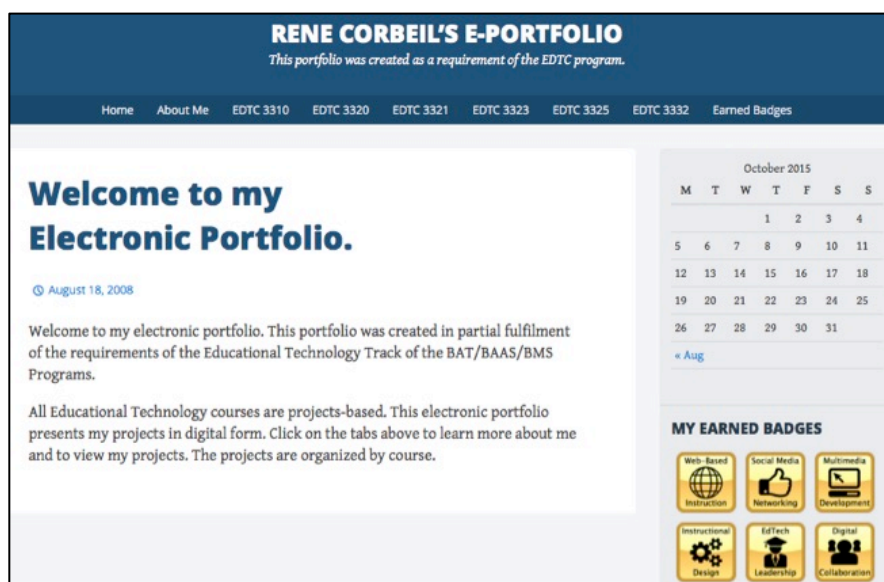 RENE CORBEIL'S E-PORTFOLIO
This portfolio was created as a requirement of the EDTC program.
Home About Me EDTC 3310 EDTC 3320 EDTC 3321 EDTC 3323 EDTC 3325 EDTC 3332 Earned Badges
Welcome to my
Electronic Portfolio.
August 18, 2008
Welcome to my electronic portfolio. This portfolio was created in partial fulfilment
of the requirements of the Educational Technology Track of the BAT/BAAS/BMS
Programs.
All Educational Technology courses are projects-based. This electronic portfolio
presents my projects in digital form. Click on the tabs above to learn more about me
and to view my projects. The projects are organized by course.
October 2015
M T W T F S S
1 2 3 4
5 6 7 8 9 10 11
12 13 14 15 16 17 18
19 20 21 22 23 24 25
26 27 28 29 30 31
« Aug
MY EARNED BADGES
Web-Based
Instruction
Social Media
Networking
Multimedia
Development
Instructional
Design
EdTech
Leadership
Digital
Collaboration